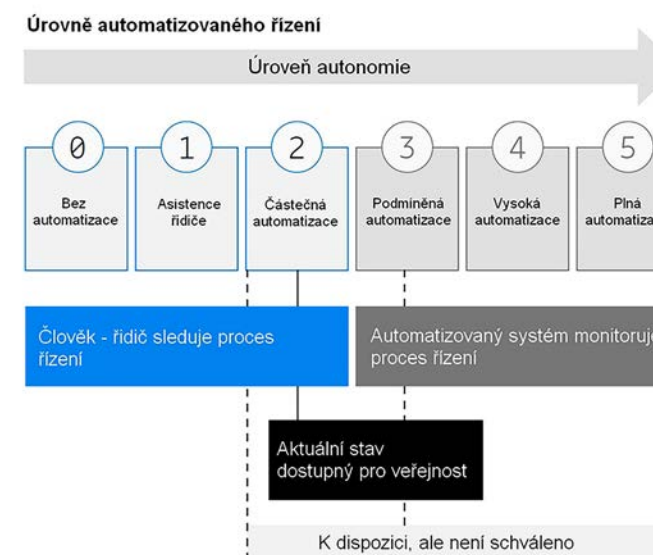 Úrovně automatizovaného řízení
Úroveň autonomie
0
1
2
3
4
5
Bez
automatizace
Asistence
řidiče
Částečná
automatizace
Podmíněná
automatizace
Vysoká
automatizace
Plná
automatiza
Člověk - řidič sleduje proces
řízení
Automatizovaný systém monitoruje
proces řízení
Aktuální stav
dostupný pro veřejnost
K dispozici, ale není schváleno